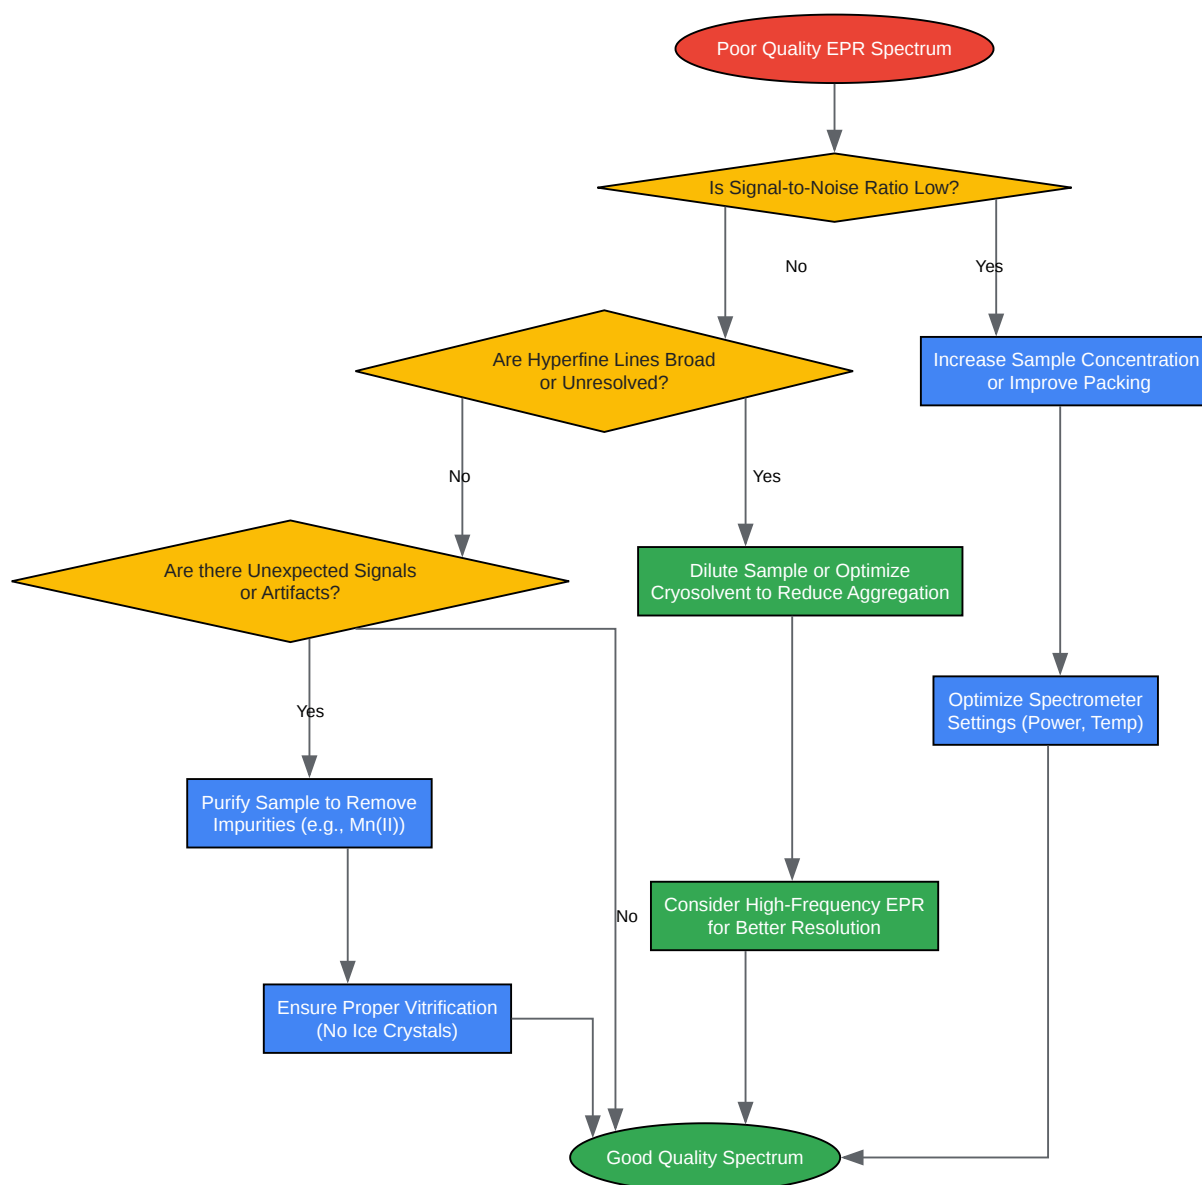 Poor Quality EPR Spectrum
Is Signal-to-Noise Ratio Low?
No
Yes
Are Hyperfine Lines Broad
or Unresolved?
Increase Sample Concentration
or Improve Packing
No
Yes
Are there Unexpected Signals
or Artifacts?
Dilute Sample or Optimize
Cryosolvent to Reduce Aggregation
Yes
Optimize Spectrometer
Settings (Power, Temp)
Purify Sample to Remove
Impurities (e.g., Mn(II))
No
Consider High-Frequency EPR
for Better Resolution
Ensure Proper Vitrification
(No Ice Crystals)
Good Quality Spectrum